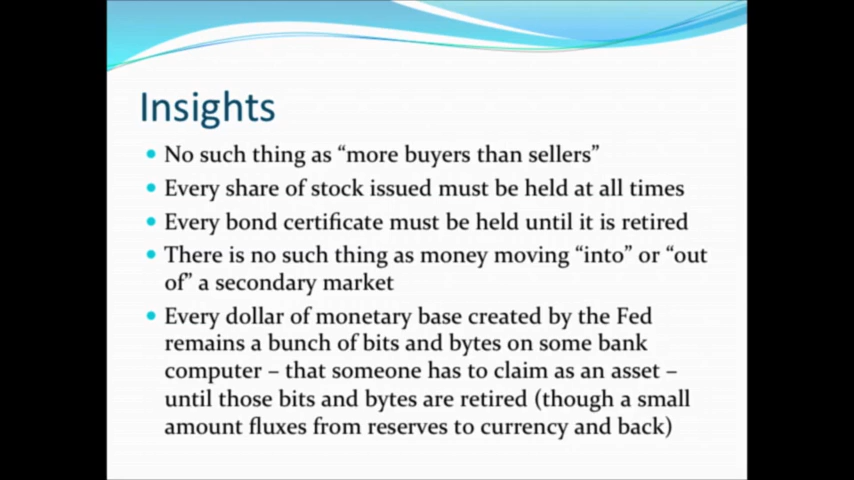 Insights
• No such thing as “more buyers than sellers”
• Every share of stock issued must be held at all times
• Every bond certificate must be held until it is retired
• There is no such thing as money moving “into” or “out
of” a secondary market
• Every dollar of monetary base created by the Fed
remains a bunch of bits and bytes on some bank
computer – that someone has to claim as an asset –
until those bits and bytes are retired (though a small
amount fluxes from reserves to currency and back)